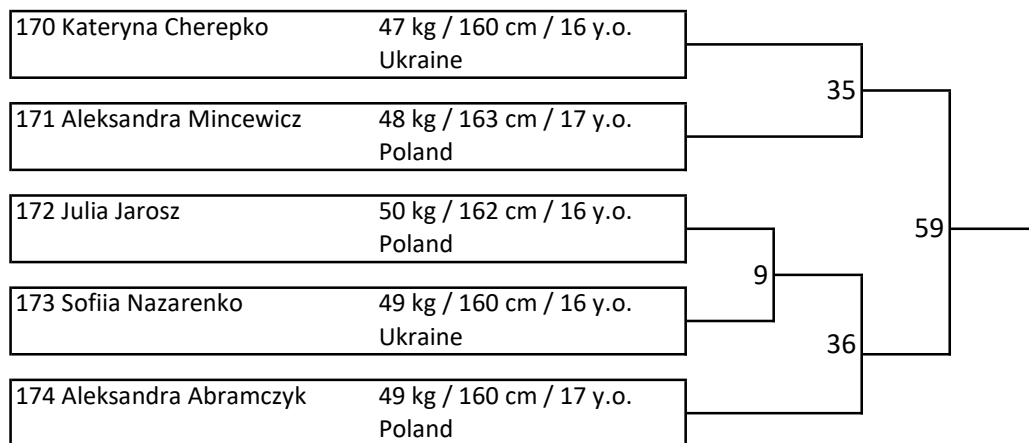 170 Kateryna Cherepko 47 kg / 160 cm / 16 y.o.
Ukraine
35
171 Aleksandra Mincewicz 48 kg / 163 cm / 17 y.o.
Poland
172 Julia Jarosz 50 kg / 162 cm / 16 y.o.
Poland
59
9
173 Sofiia Nazarenko 49 kg / 160 cm / 16 y.o.
Ukraine
36
174 Aleksandra Abramczyk 49 kg / 160 cm / 17 y.o.
Poland